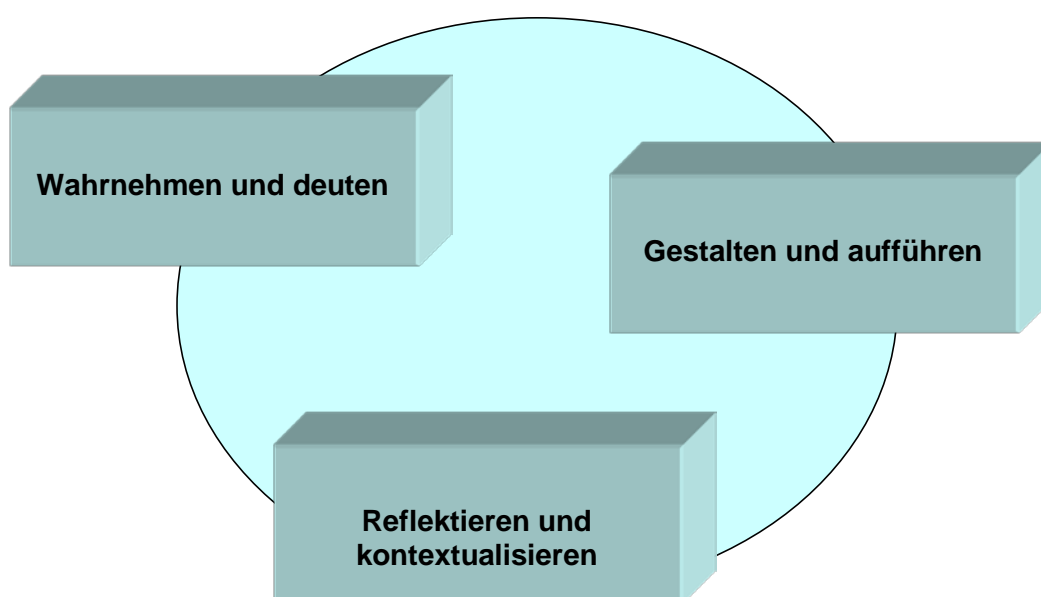 Wahrnehmen und deuten
Gestalten und aufführen
Reflektieren und
kontextualisieren